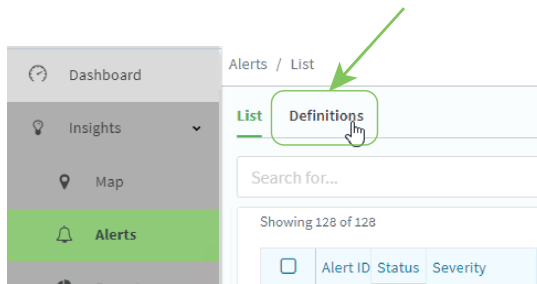 Dashboard
Insights
Map
Alerts
Alerts / List
List Definitions
Search for...
Showing 128 of 128
Alert ID Status Severity